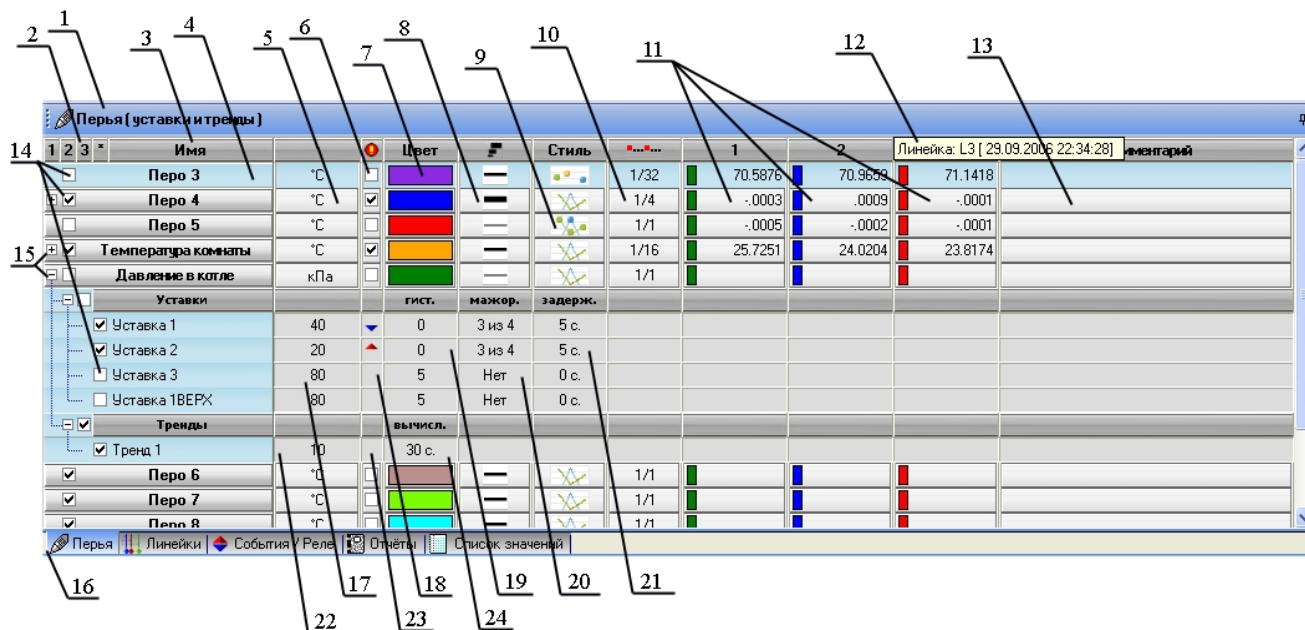 1
2 3 4 5 6 7 8 9 10 11 12 13
Перья ( уставки и тренды )
1 2 3 * Имя Цвет Стиль 1 2 Линейка: L3 [ 29.09.2006 22:34:28]
14
Перо 3 °C 1/32 70.5876 70.9659 71.1418
Перо 4 °C 1/4 -.0003 .0009 -.0001
Перо 5 °C 1/1 -.0005 -.0002 -.0001
15
Температура комнаты °C 1/16 25.7251 24.0204 23.8174
Давление в котле кПа 1/1
Уставки гист. мажор. задерж.
Уставка 1 40 0 3 из 4 5 с.
Уставка 2 20 0 3 из 4 5 с.
Уставка 3 80 5 Нет 0 с.
Уставка 1ВЕРХ 80 5 Нет 0 с.
Тренды вычисл.
Тренд 1 10 30 с.
Перо 6 °C 1/1
Перо 7 °C 1/1
Перо 8 °C 1/1
Перья Линейки События / Реле Отчёты Список значений
16 17 18 19 20 21
22 23 24